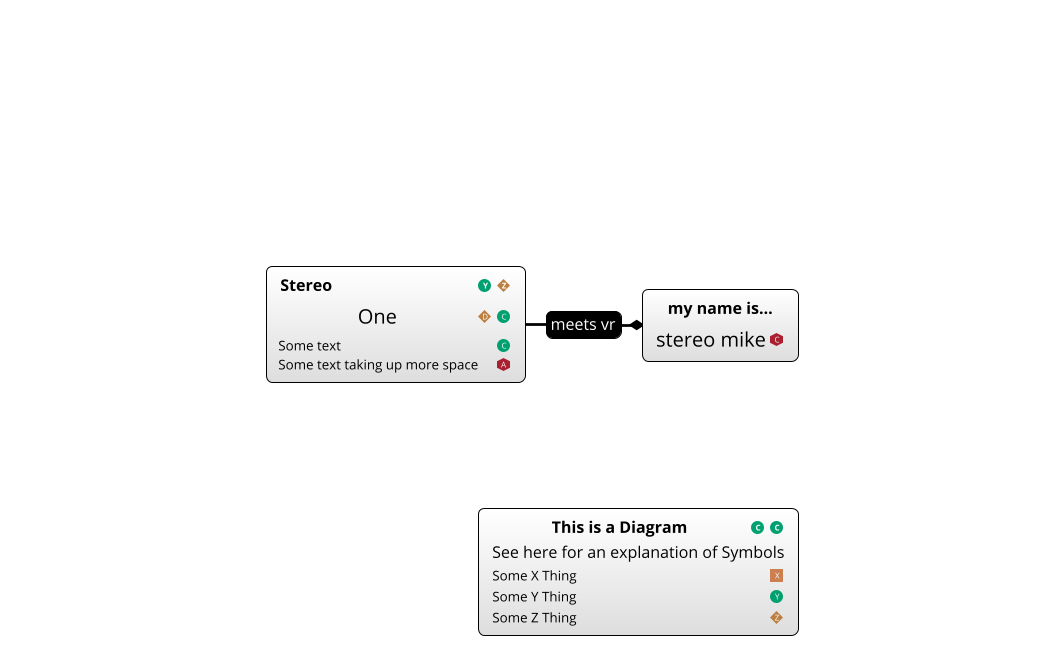 Stereo Y Z
One D C
Some text C
Some text taking up more space A
meets vr
my name is...
stereo mike C
This is a Diagram C C
See here for an explanation of Symbols
Some X Thing X
Some Y Thing Y
Some Z Thing Z